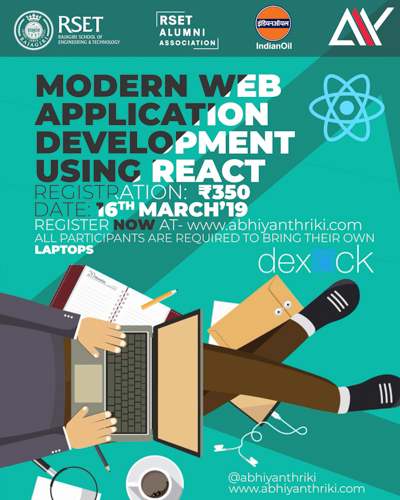 RSET
RAJAGIRI SCHOOL OF
ENGINEERING & TECHNOLOGY
RAJAGIRI
RSET
ALUMNI
ASSOCIATION
इंडियनऑयल
IndianOil
MODERN WEB
APPLICATION
DEVELOPMENT
USING REACT
REGISTRATION: ₹350
DATE: 16TH MARCH'19
REGISTER NOW AT- www.abhiyanthriki.com
ALL PARTICIPANTS ARE REQUIRED TO BRING THEIR OWN
LAPTOPS
@abhiyanthriki
www.abhiyanthriki.com